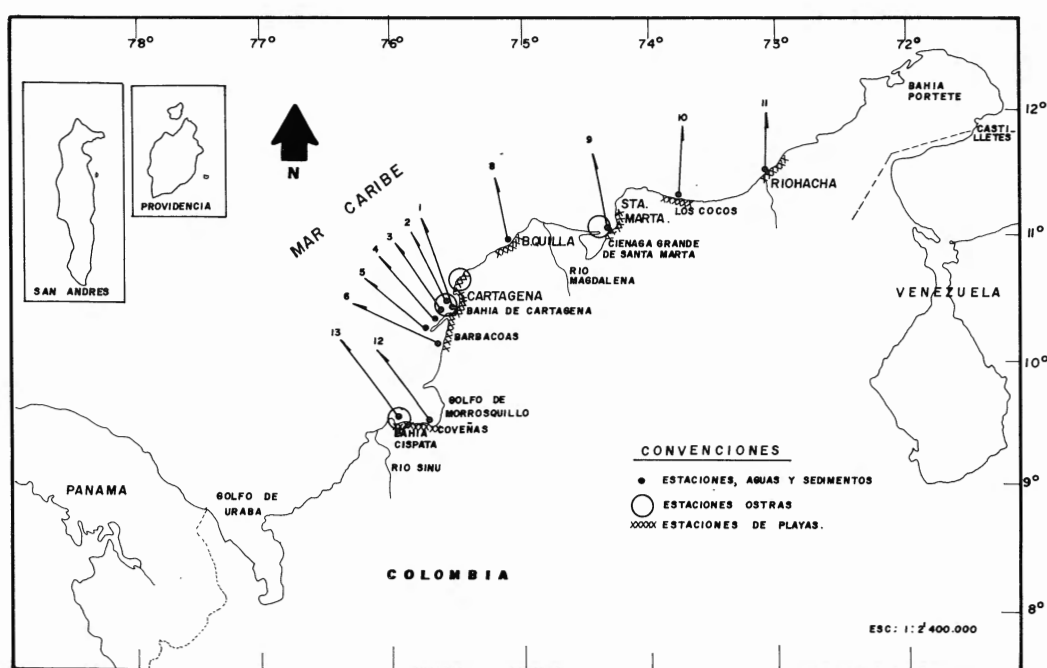 78°
77°
76°
75°
74°
73°
72°
12°
11°
10°
9°
8°
SAN ANDRES
PROVIDENCIA
N
MAR CARIBE
BAHIA
PORTETE
CASTI-
LLETES
11
10
9
8
1
2
3
4
5
6
13
12
RIOHACHA
LOS COCOS
STA.
MARTA.
CIENAGA GRANDE
DE SANTA MARTA
B.QUILLA
RIO
MAGDALENA
CARTAGENA
BAHIA DE CARTAGENA
BARBACOAS
VENEZUELA
GOLFO DE
MORROSQUILLO
COVEÑAS
BAHIA
CISPATA
RIO SINU
PANAMA
GOLFO DE
URABA
COLOMBIA
CONVENCIONES
ESTACIONES, AGUAS Y SEDIMENTOS
ESTACIONES OSTRAS
ESTACIONES DE PLAYAS.
ESC: 1:2'400.000